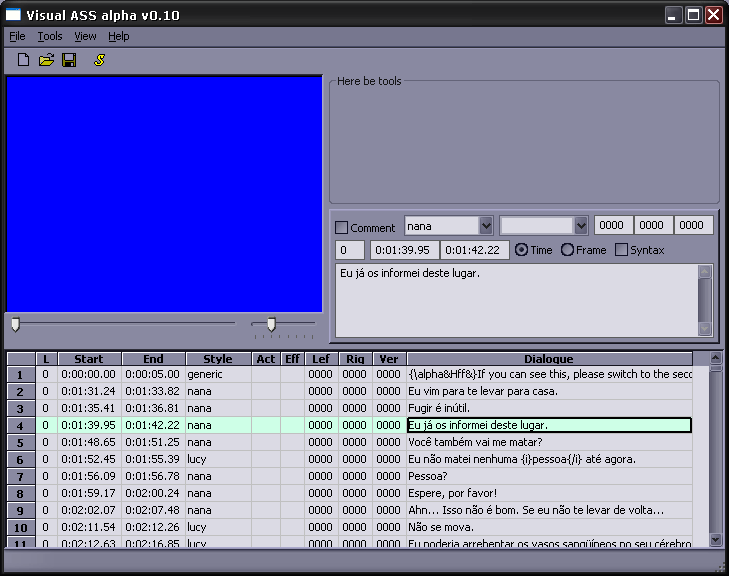 Visual ASS alpha v0.10
File Tools View Help
Here be tools
Comment nana 0000 0000 0000
0 0:01:39.95 0:01:42.22 Time Frame Syntax
Eu já os informei deste lugar.
L Start End Style Act Eff Lef Rig Ver Dialogue
1 0 0:00:00.00 0:00:05.00 generic 0000 0000 0000 {\alpha&Hff&}If you can see this, please switch to the seco
2 0 0:01:31.24 0:01:33.82 nana 0000 0000 0000 Eu vim para te levar para casa.
3 0 0:01:35.41 0:01:36.81 nana 0000 0000 0000 Fugir é inútil.
4 0 0:01:39.95 0:01:42.22 nana 0000 0000 0000 Eu já os informei deste lugar.
5 0 0:01:48.65 0:01:51.25 nana 0000 0000 0000 Você também vai me matar?
6 0 0:01:52.45 0:01:55.39 lucy 0000 0000 0000 Eu não matei nenhuma {i}pessoa{/i} até agora.
7 0 0:01:56.09 0:01:56.78 nana 0000 0000 0000 Pessoa?
8 0 0:01:59.17 0:02:00.24 nana 0000 0000 0000 Espere, por favor!
9 0 0:02:02.07 0:02:07.48 nana 0000 0000 0000 Ahn... Isso não é bom. Se eu não te levar de volta...
10 0 0:02:11.54 0:02:12.26 lucy 0000 0000 0000 Não se mova.
11 0 0:02:12.63 0:02:16.85 lucy 0000 0000 0000 Eu poderia arrebentar os vasos sangüíneos no seu cérebro